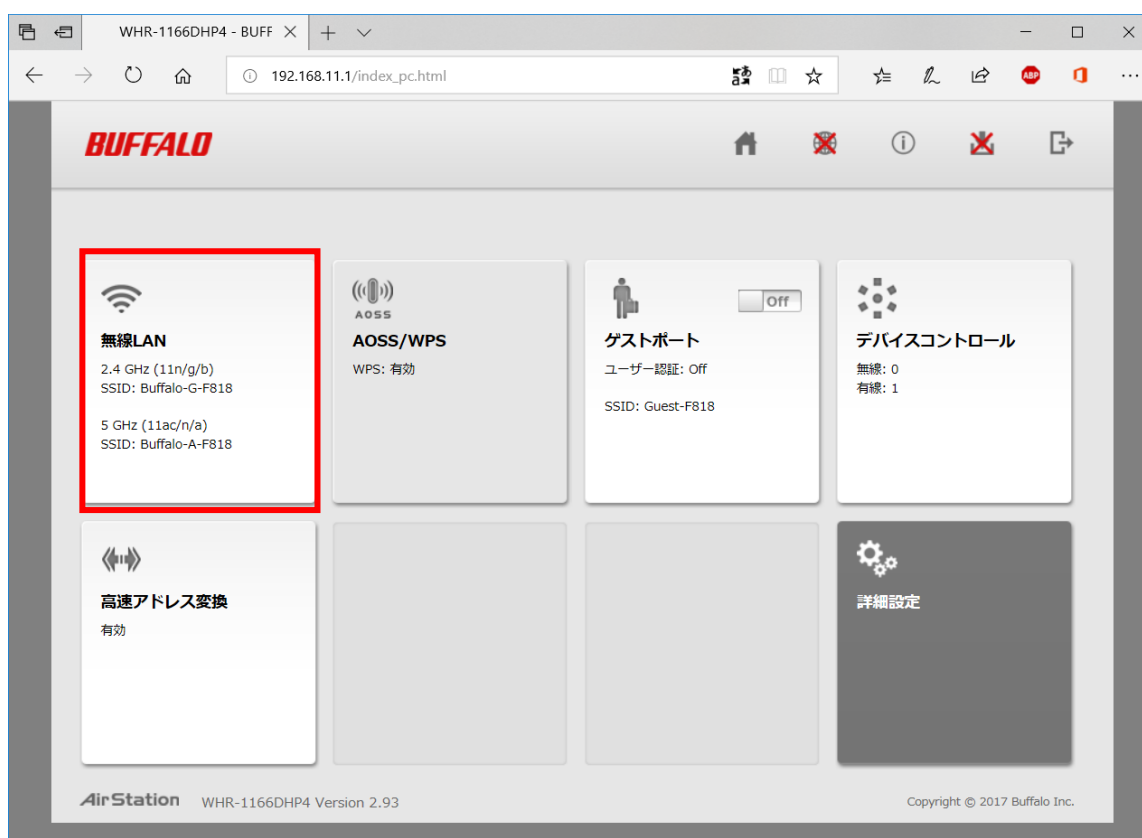 WHR-1166DHP4 - BUFF
192.168.11.1/index_pc.html
BUFFALO
無線LAN
2.4 GHz (11n/g/b)
SSID: Buffalo-G-F818
5 GHz (11ac/n/a)
SSID: Buffalo-A-F818
AOSS
AOSS/WPS
WPS: 有効
Off
ゲストポート
ユーザー認証: Off
SSID: Guest-F818
デバイスコントロール
無線: 0
有線: 1
高速アドレス変換
有効
詳細設定
AirStation WHR-1166DHP4 Version 2.93
Copyright © 2017 Buffalo Inc.